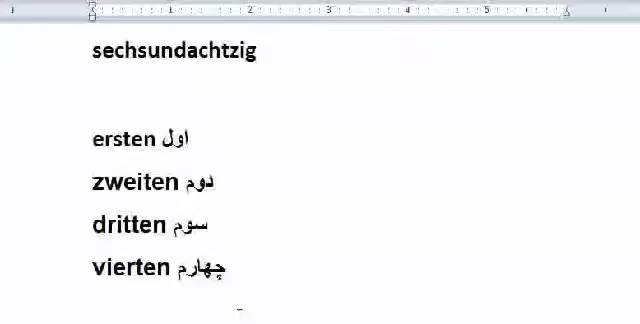 sechsundachtzig
ersten اول
zweiten دوم
dritten سوم
vierten چهارم